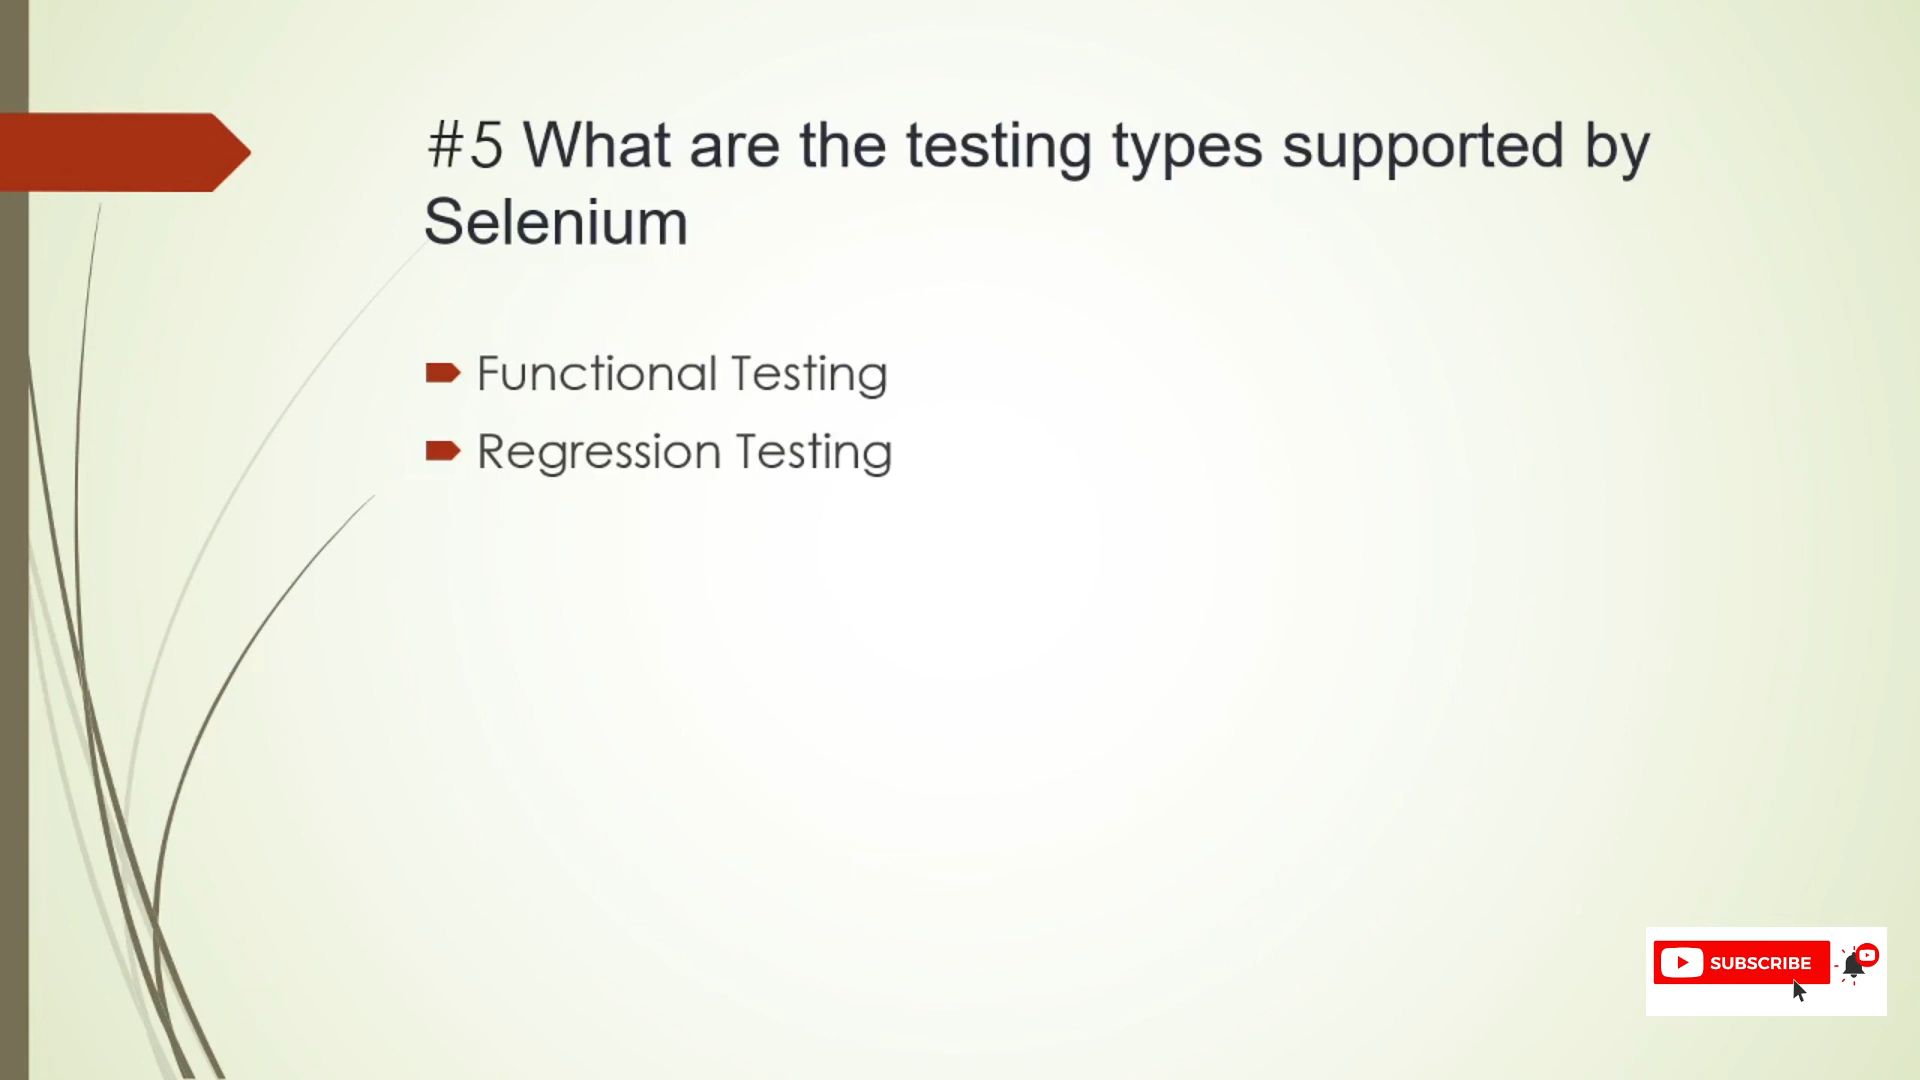 #5 What are the testing types supported by
Selenium
Functional Testing
Regression Testing
SUBSCRIBE